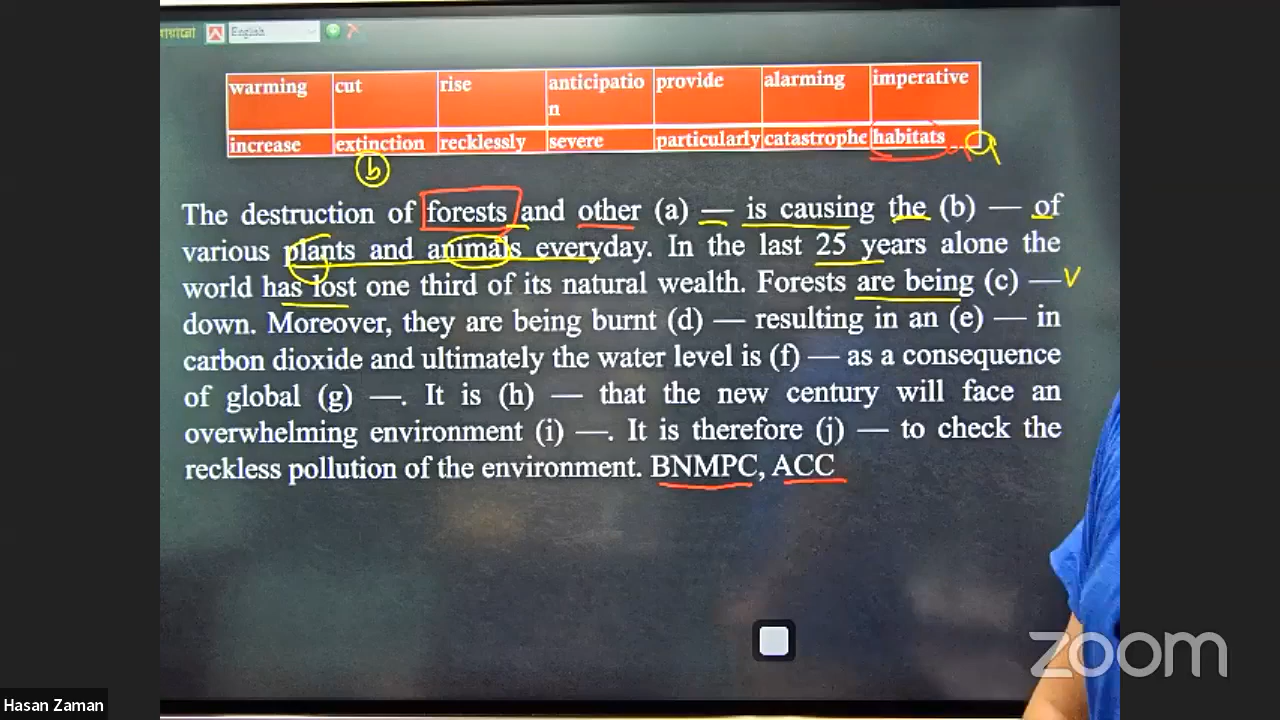 English
warming cut rise anticipatio provide alarming imperative
n
increase extinction recklessly severe particularly catastrophe habitats a
b
The destruction of forests and other (a) — is causing the (b) — of
various plants and animals everyday. In the last 25 years alone the
world has lost one third of its natural wealth. Forests are being (c) — v
down. Moreover, they are being burnt (d) — resulting in an (e) — in
carbon dioxide and ultimately the water level is (f) — as a consequence
of global (g) —. It is (h) — that the new century will face an
overwhelming environment (i) —. It is therefore (j) — to check the
reckless pollution of the environment. BNMPC, ACC
zoom
Hasan Zaman